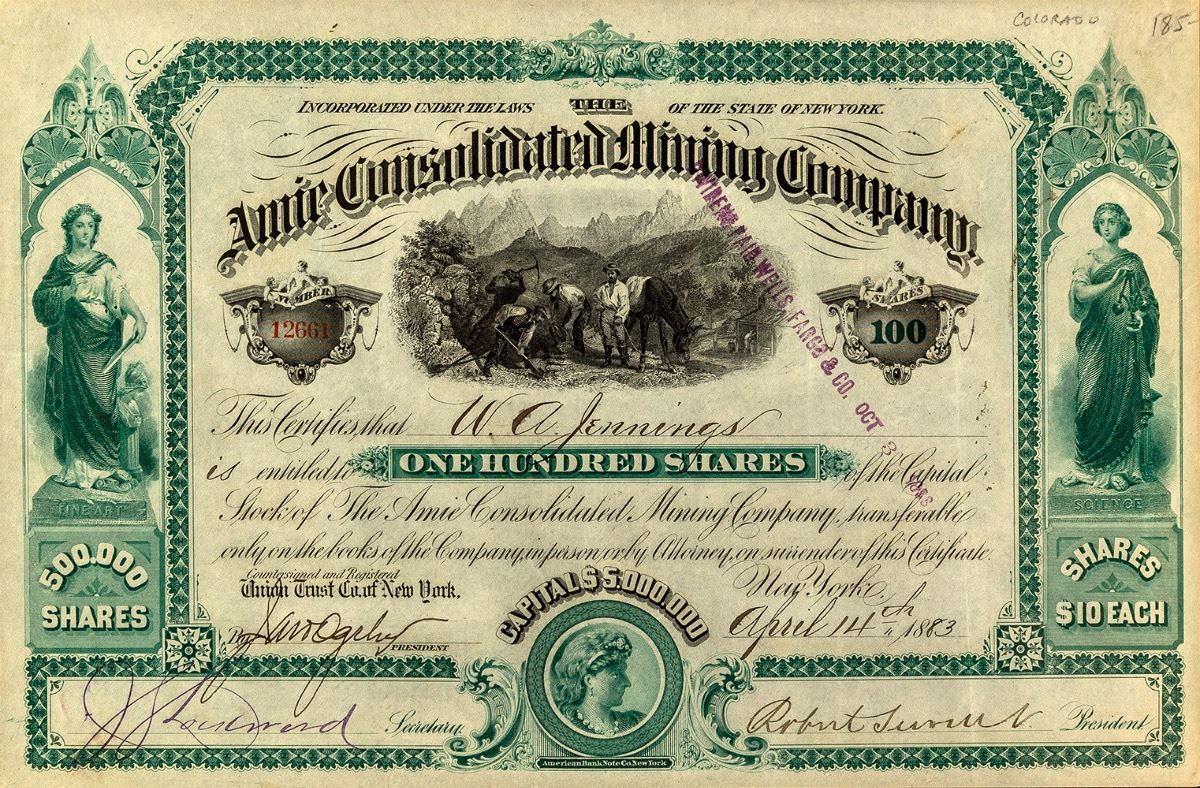 COLORADO
185-
INCORPORATED UNDER THE LAWS THE OF THE STATE OF NEW YORK.
Amie Consolidated Mining Company,
NUMBER
12661
SHARES
100
WELLS FARGO & CO. OCT 3
This Certifies that W. A. Jennings
is entitled to ONE HUNDRED SHARES of the Capital
Stock of The Amie Consolidated Mining Company, transferable
only on the books of the Company, in person or by Attorney, on surrender of this Certificate.
FINE ART
SCIENCE
500.000
SHARES
SHARES
$10 EACH
Countersigned and Registered
Union Trust Co. of New York.
By
PRESIDENT
CAPITAL $5.000.000
New York,
April 14th 1883
Secretary.
Robert President
American Bank Note Co. New York